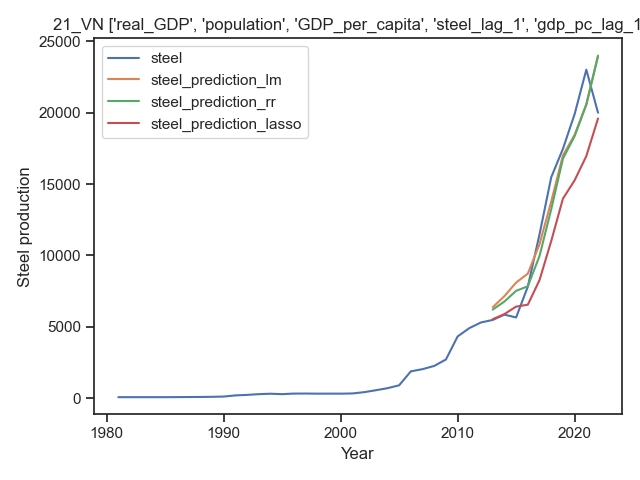 21_VN ['real_GDP', 'population', 'GDP_per_capita', 'steel_lag_1', 'gdp_pc_lag_1
25000
20000
15000
10000
5000
0
Steel production
steel
steel_prediction_lm
steel_prediction_rr
steel_prediction_lasso
1980 1990 2000 2010 2020
Year